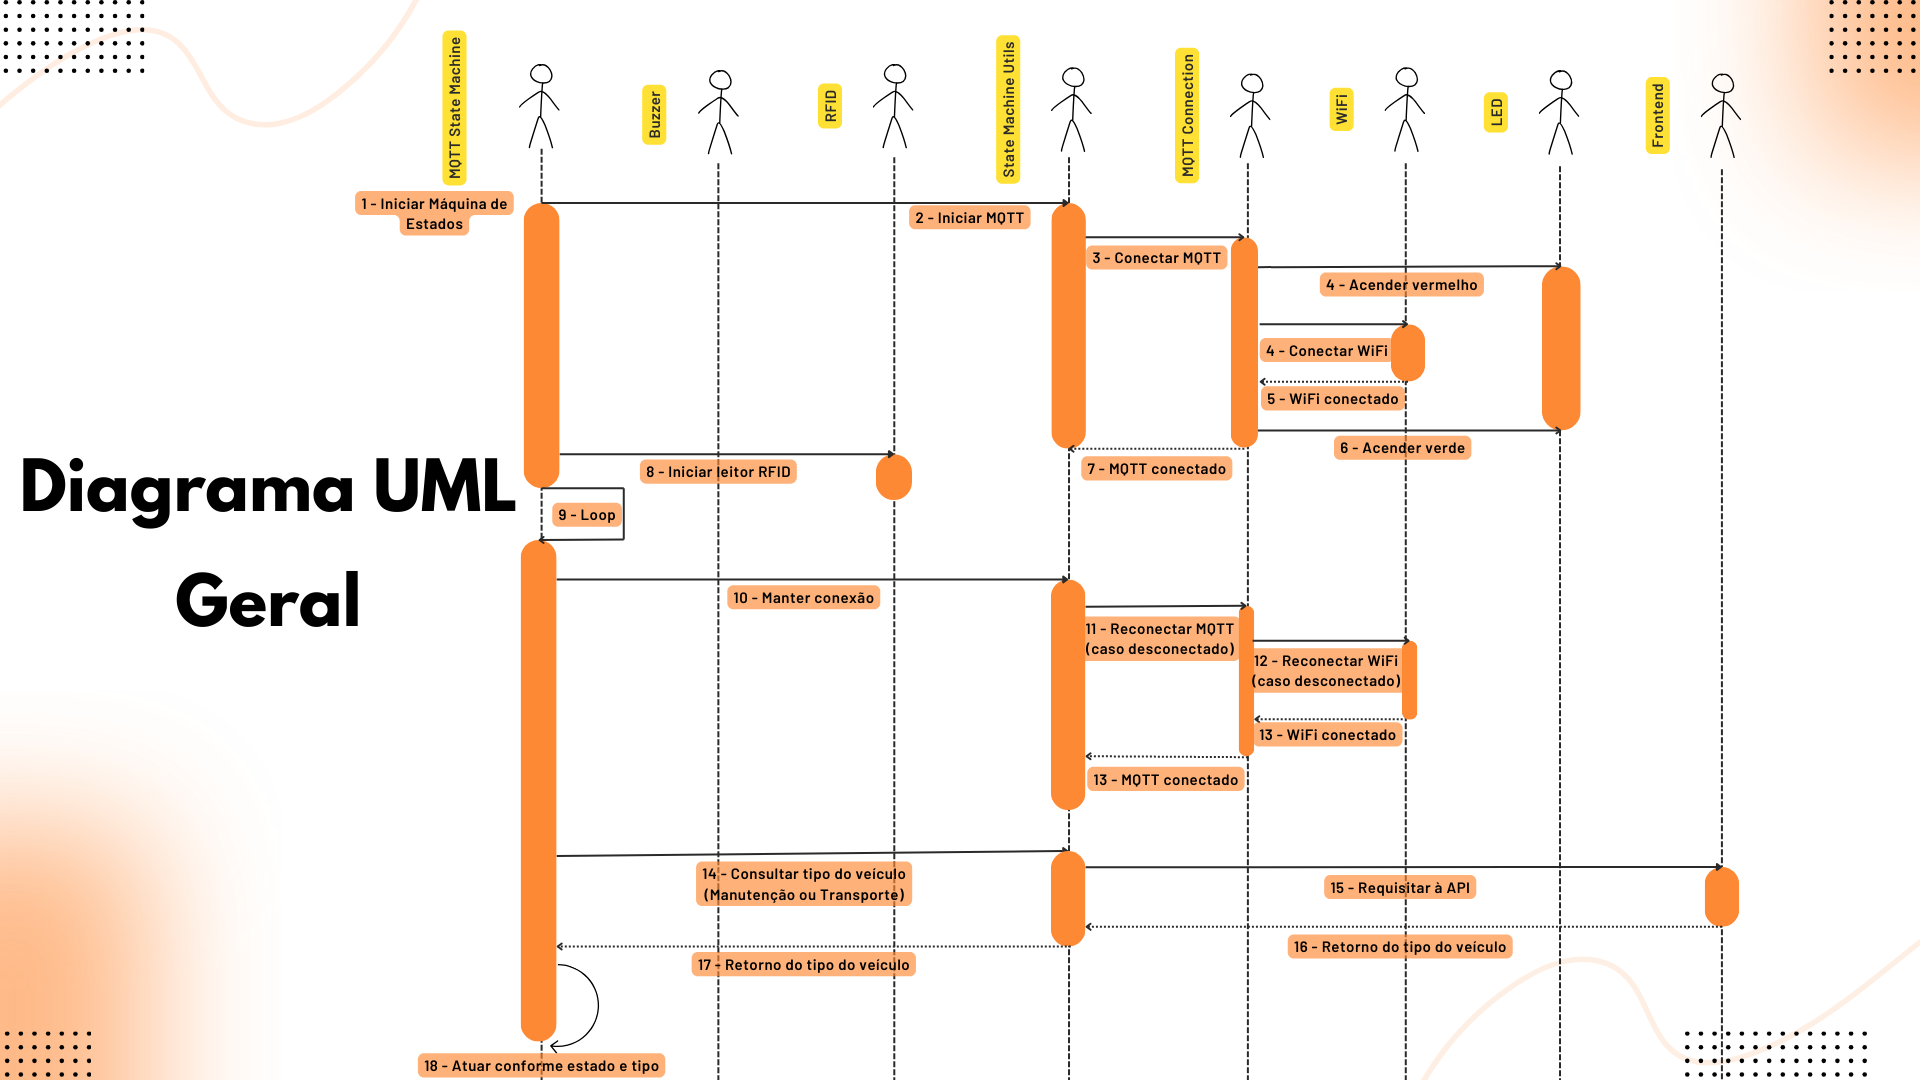 MQTT State Machine
Buzzer
RFID
State Machine Utils
MQTT Connection
WiFi
LED
Frontend
1 - Iniciar Máquina de
Estados
2 - Iniciar MQTT
3 - Conectar MQTT
4 - Acender vermelho
4 - Conectar WiFi
5 - WiFi conectado
6 - Acender verde
7 - MQTT conectado
8 - Iniciar leitor RFID
Diagrama UML
Geral
9 - Loop
10 - Manter conexão
11 - Reconectar MQTT
(caso desconectado)
12 - Reconectar WiFi
(caso desconectado)
13 - WiFi conectado
13 - MQTT conectado
14 - Consultar tipo do veículo
(Manutenção ou Transporte)
15 - Requisitar à API
16 - Retorno do tipo do veículo
17 - Retorno do tipo do veículo
18 - Atuar conforme estado e tipo